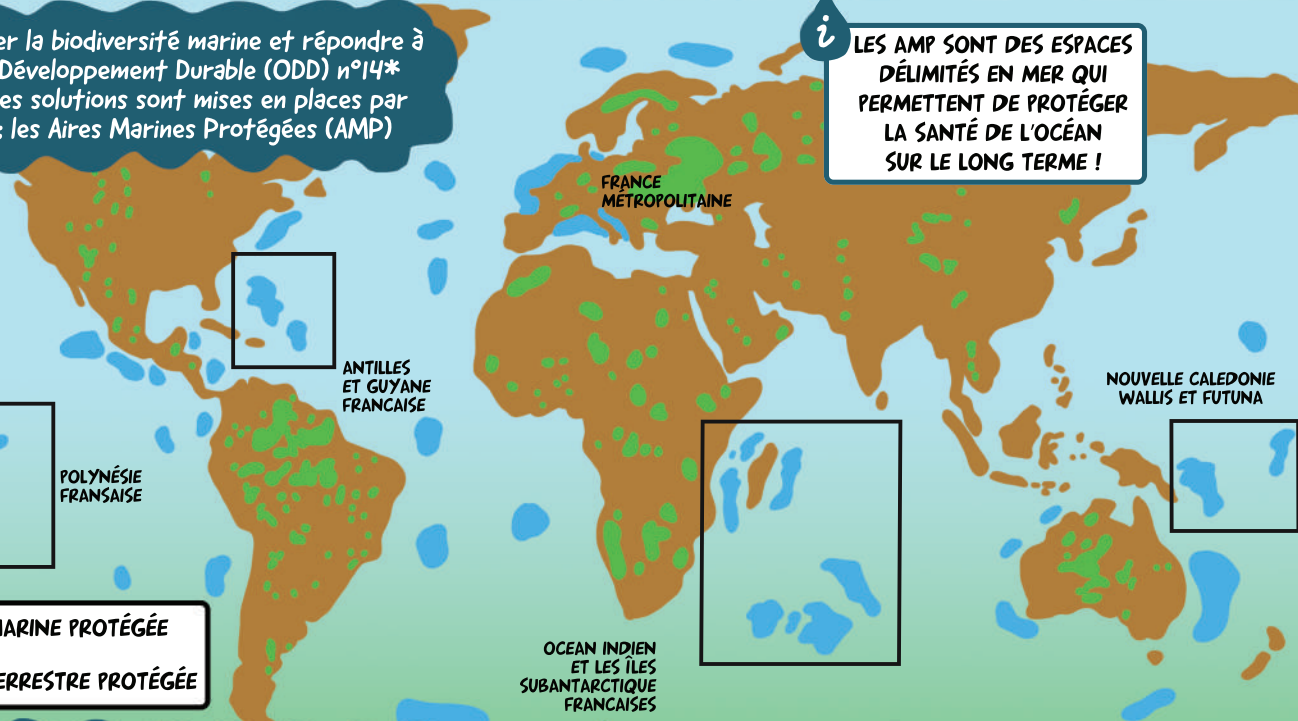 er la biodiversité marine et répondre à
Développement Durable (ODD) n°14*
es solutions sont mises en places par
: les Aires Marines Protégées (AMP)
i
LES AMP SONT DES ESPACES
DÉLIMITÉS EN MER QUI
PERMETTENT DE PROTÉGER
LA SANTÉ DE L'OCÉAN
SUR LE LONG TERME !
FRANCE
MÉTROPOLITAINE
ANTILLES
ET GUYANE
FRANCAISE
NOUVELLE CALEDONIE
WALLIS ET FUTUNA
POLYNÉSIE
FRANSAISE
OCEAN INDIEN
ET LES ÎLES
SUBANTARCTIQUE
FRANCAISES
MARINE PROTÉGÉE
ERRESTRE PROTÉGÉE